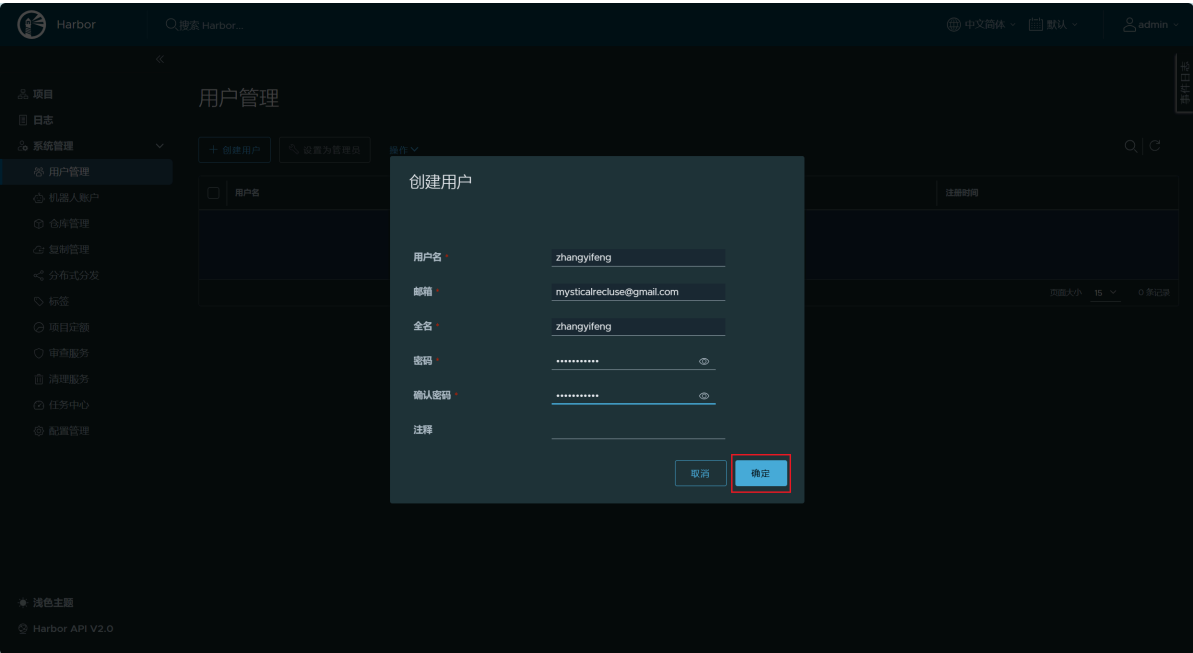 Harbor
搜索 Harbor...
中文简体
默认
admin
项目
日志
系统管理
用户管理
机器人账户
仓库管理
复制管理
分布式分发
标签
项目定额
审查服务
清理服务
任务中心
配置管理
浅色主题
Harbor API V2.0
用户管理
+ 创建用户
设置为管理员
操作
用户名
注册时间
页面大小 15 0 条记录
创建用户
用户名 * zhangyifeng
邮箱 * mysticalrecluse@gmail.com
全名 * zhangyifeng
密码 * •••••••••••
确认密码 * •••••••••••
注释
取消
确定